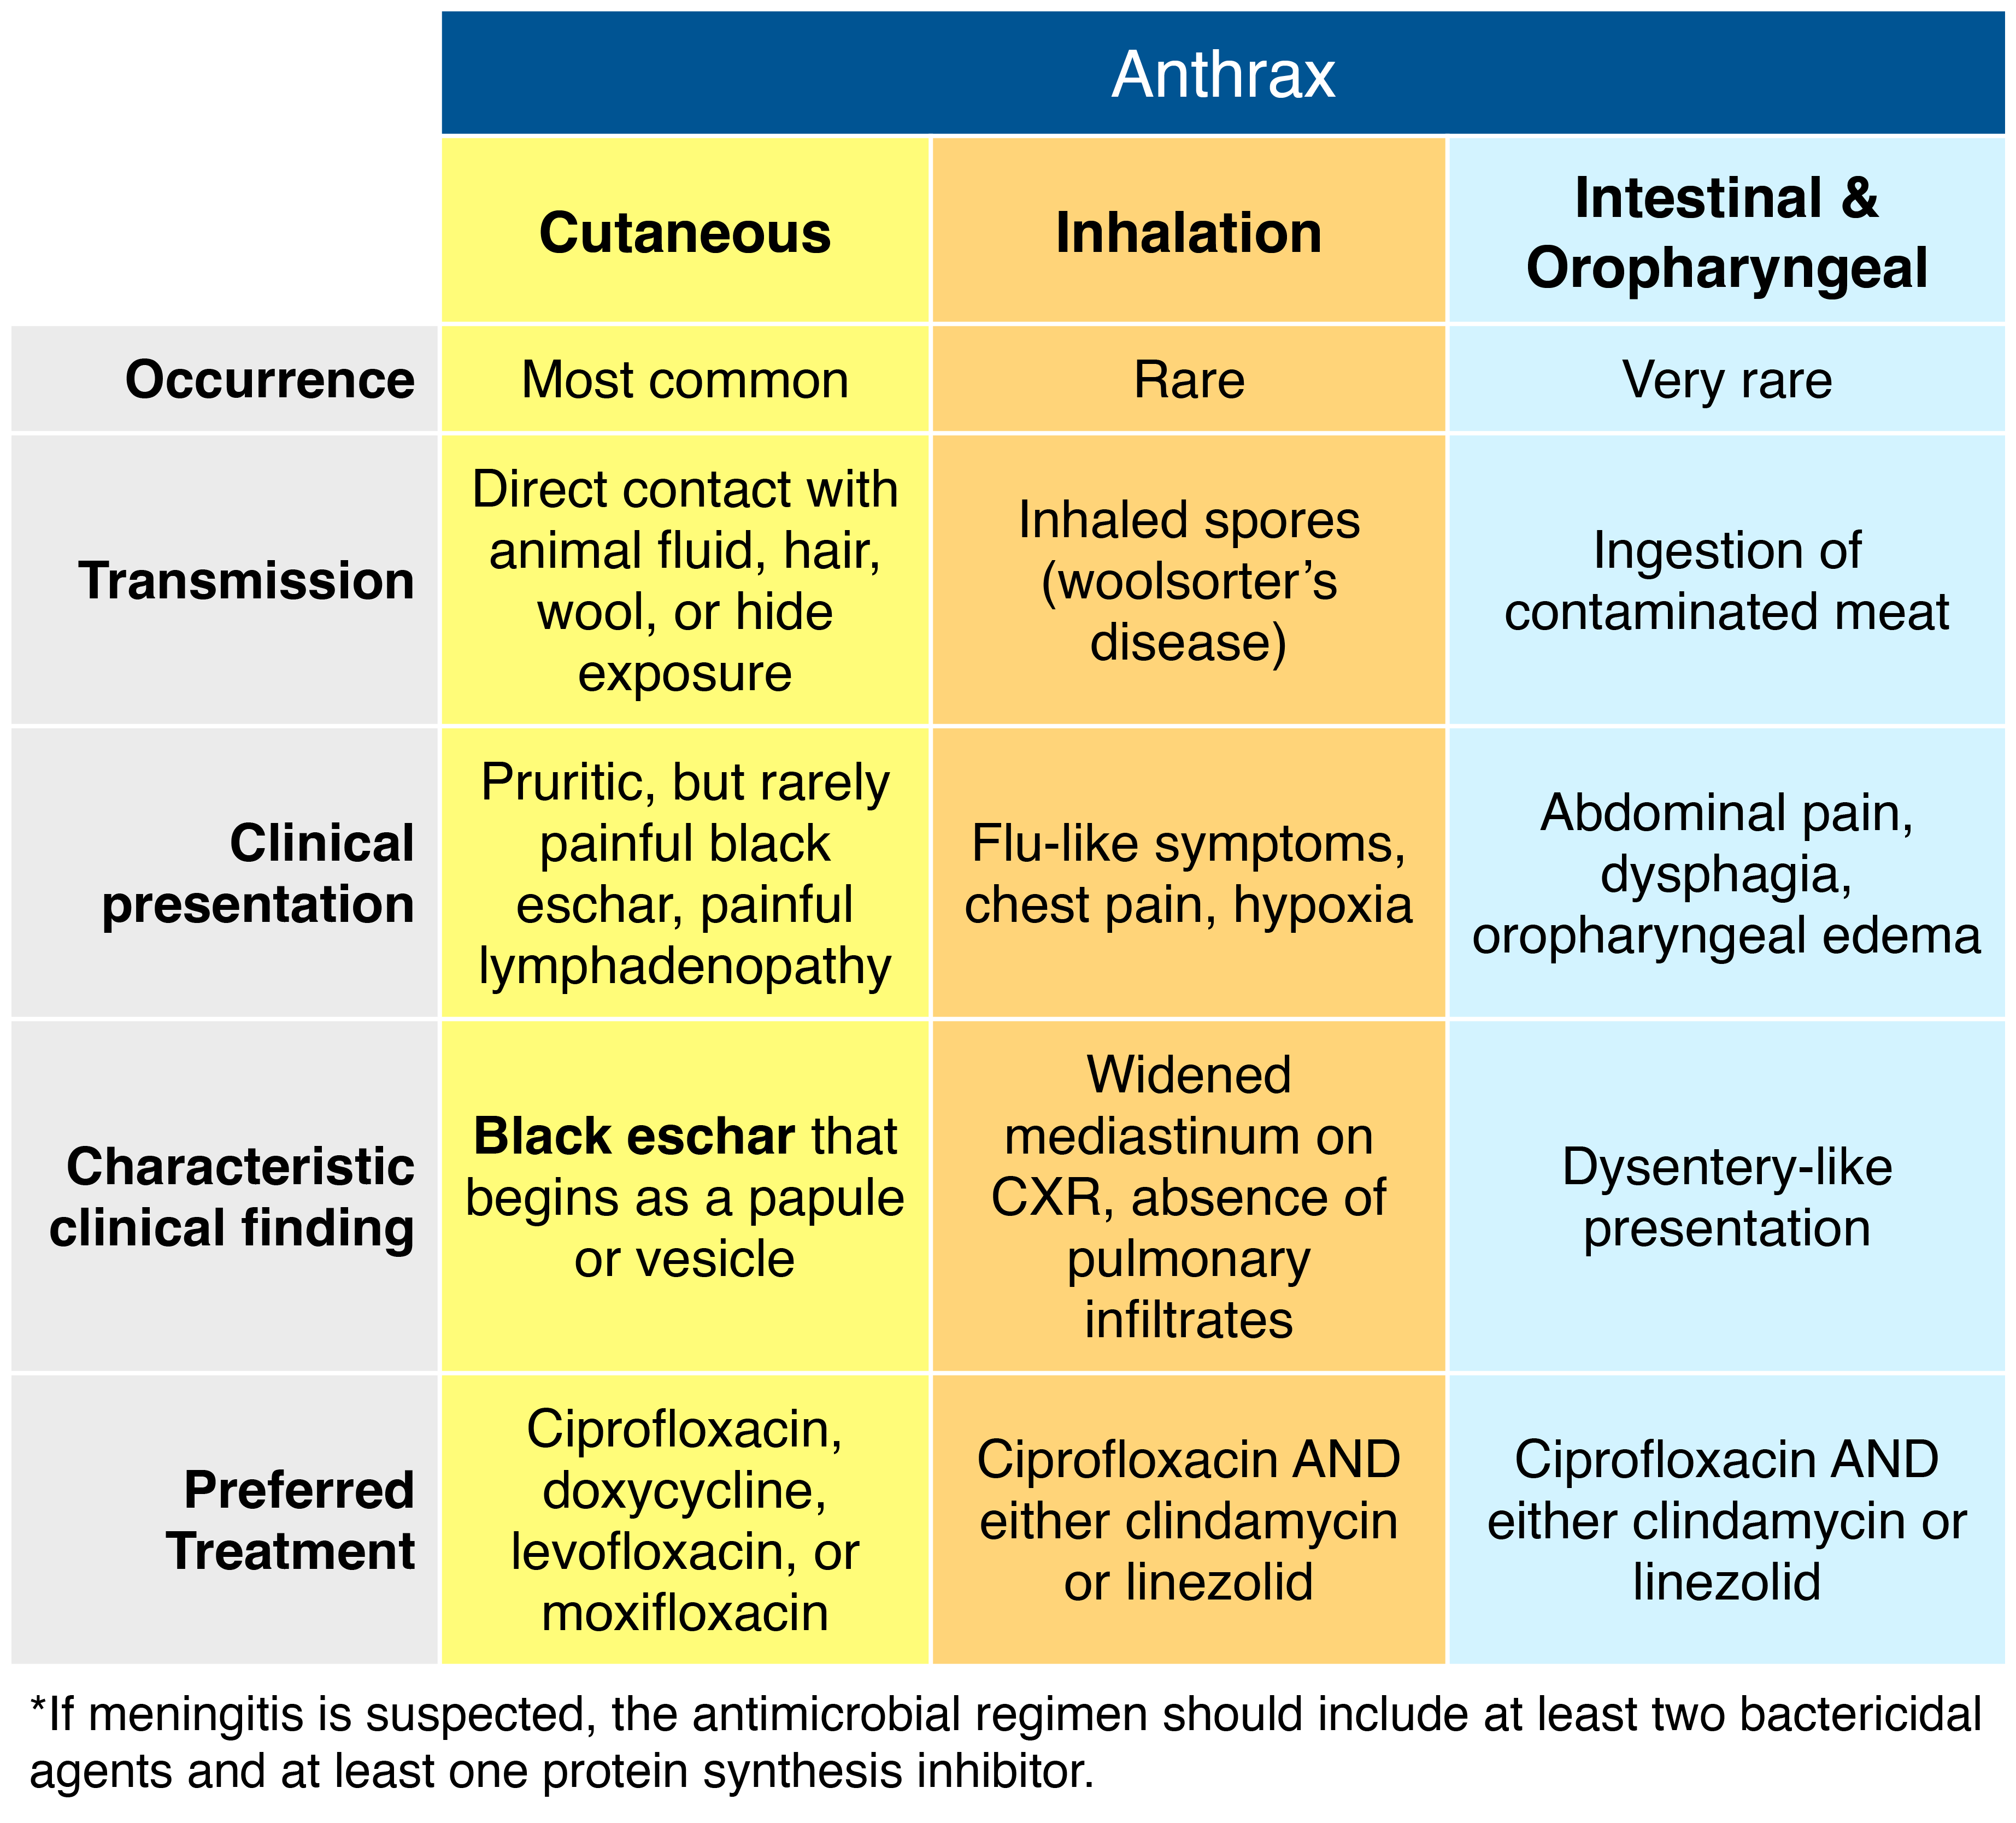 Anthrax
Cutaneous
Inhalation
Intestinal &
Oropharyngeal
Occurrence
Most common
Rare
Very rare
Transmission
Direct contact with
animal fluid, hair,
wool, or hide
exposure
Inhaled spores
(woolsorter’s
disease)
Ingestion of
contaminated meat
Clinical
presentation
Pruritic, but rarely
painful black
eschar, painful
lymphadenopathy
Flu-like symptoms,
chest pain, hypoxia
Abdominal pain,
dysphagia,
oropharyngeal edema
Characteristic
clinical finding
Black eschar that
begins as a papule
or vesicle
Widened
mediastinum on
CXR, absence of
pulmonary
infiltrates
Dysentery-like
presentation
Preferred
Treatment
Ciprofloxacin,
doxycycline,
levofloxacin, or
moxifloxacin
Ciprofloxacin AND
either clindamycin
or linezolid
Ciprofloxacin AND
either clindamycin or
linezolid
*If meningitis is suspected, the antimicrobial regimen should include at least two bactericidal
agents and at least one protein synthesis inhibitor.